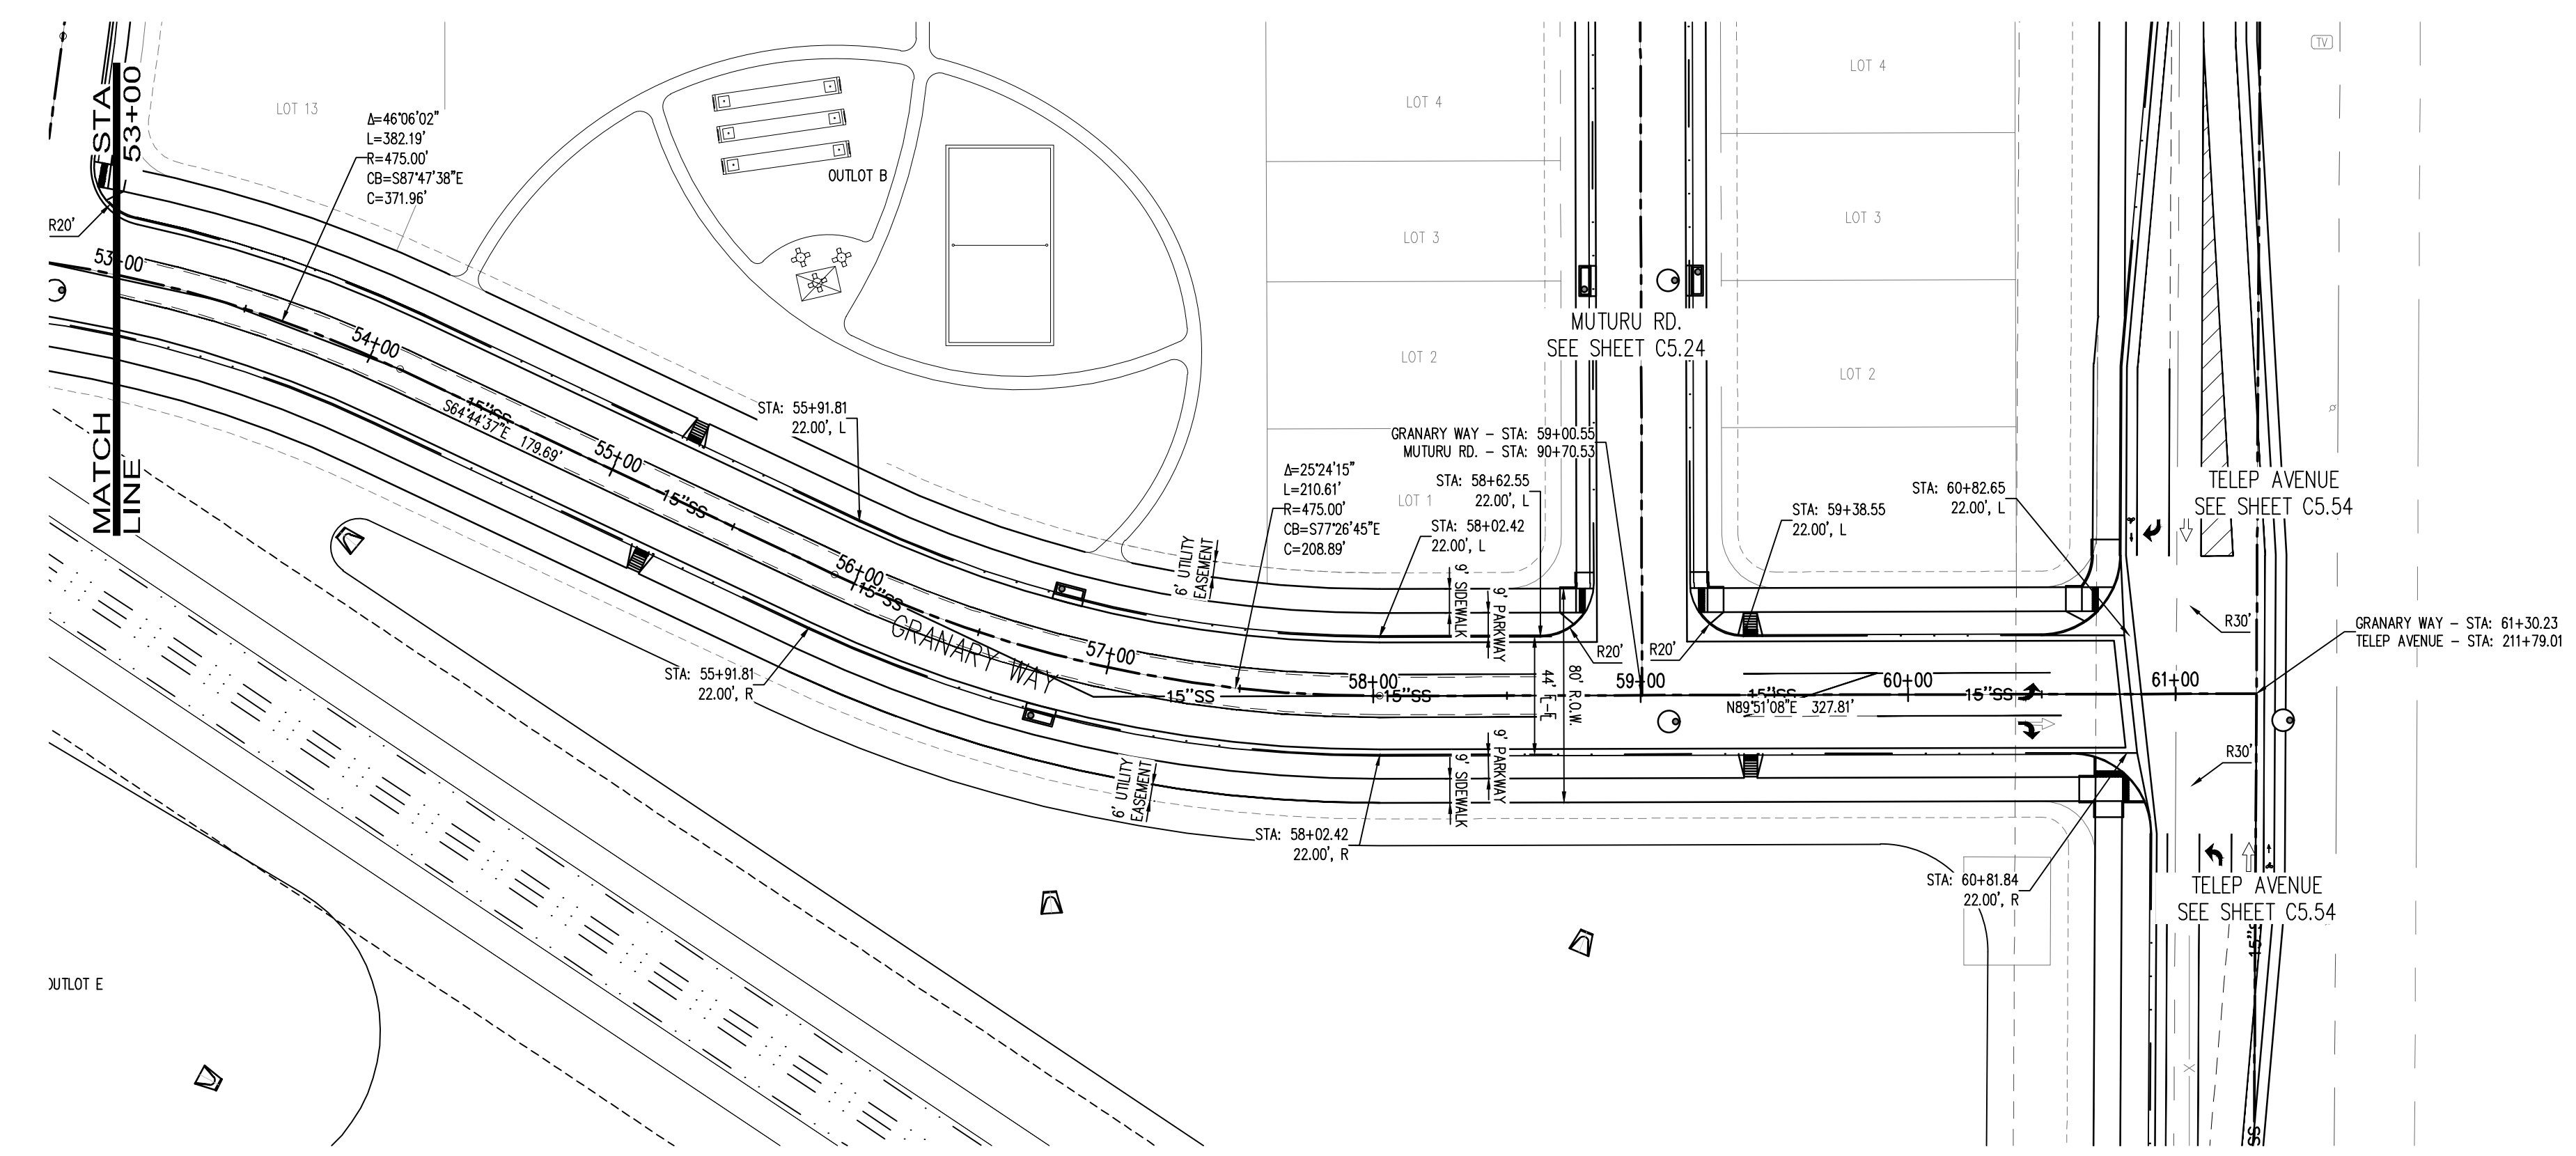 STA 53+00
MATCH LINE
LOT 13
Δ=46°06'02"
L=382.19'
R=475.00'
CB=S87°47'38"E
C=371.96'
R20'
53+00
54+00
15"SS
S64°44'37"E 179.69'
55+00
15"SS
OUTLOT B
STA: 55+91.81
22.00', L
56+00
15"SS
GRANARY WAY
STA: 55+91.81
22.00', R
57+00
15"SS
6' UTILITY
EASEMENT
6' UTILITY
EASEMENT
LOT 4
LOT 3
LOT 2
LOT 1
MUTURU RD.
SEE SHEET C5.24
GRANARY WAY – STA: 59+00.55
MUTURU RD. – STA: 90+70.53
Δ=25°24'15"
L=210.61'
R=475.00'
CB=S77°26'45"E
C=208.89'
STA: 58+62.55
22.00', L
STA: 58+02.42
22.00', L
9' SIDEWALK
9' PARKWAY
R20'
R20'
58+00
15"SS
44' F-F
80' R.O.W.
59+00
9' PARKWAY
9' SIDEWALK
STA: 58+02.42
22.00', R
LOT 4
LOT 3
LOT 2
STA: 59+38.55
22.00', L
STA: 60+82.65
22.00', L
15"SS
60+00
15"SS
61+00
N89°51'08"E 327.81'
TV
TELEP AVENUE
SEE SHEET C5.54
R30'
GRANARY WAY – STA: 61+30.23
TELEP AVENUE – STA: 211+79.01
R30'
STA: 60+81.84
22.00', R
TELEP AVENUE
SEE SHEET C5.54
15"S
SS
X
OUTLOT E